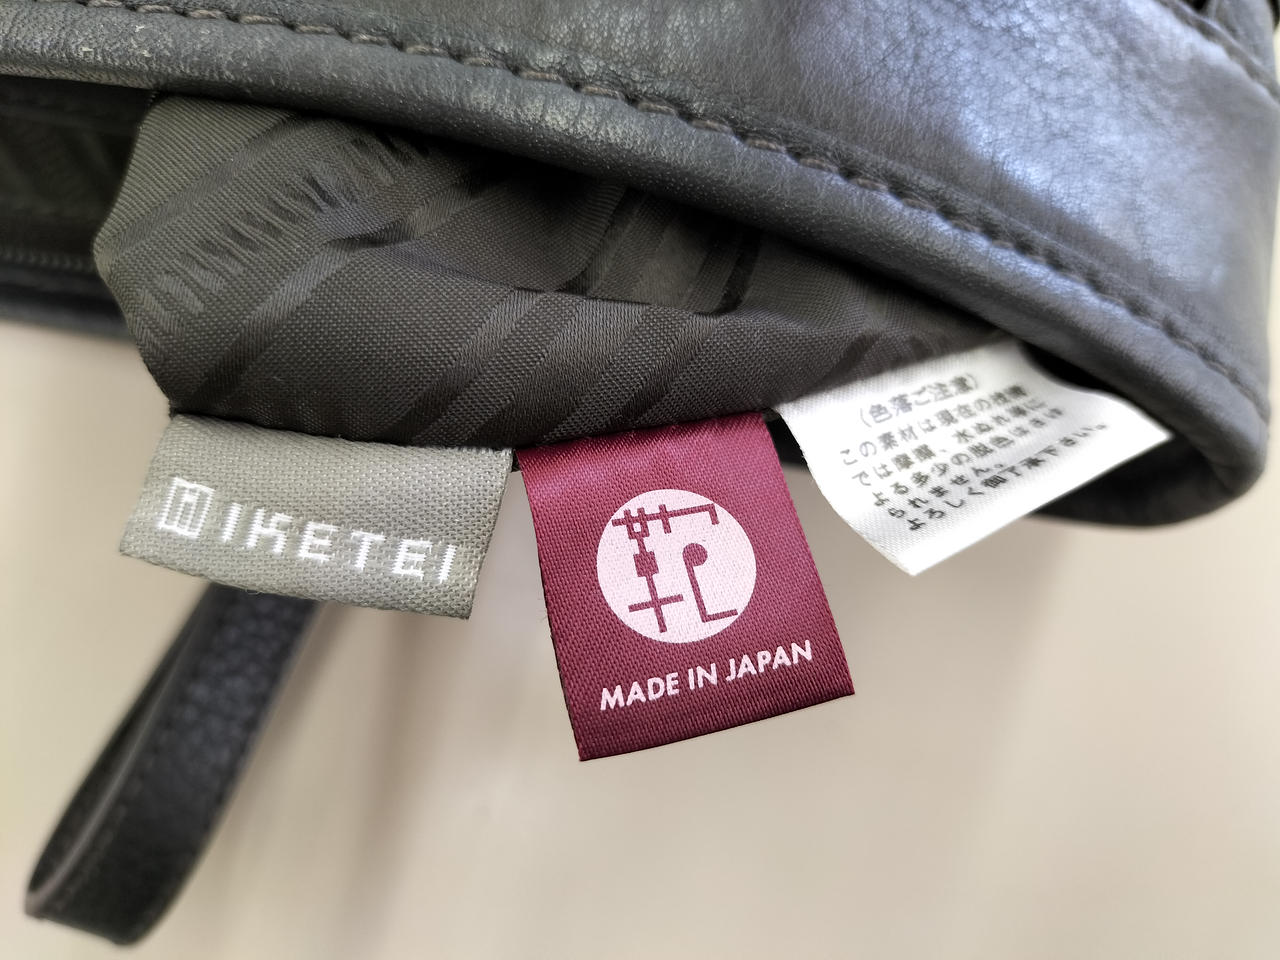 IKETEI
MADE IN JAPAN
(色落ご注意)
この素材は現在の技術
では摩擦、水ぬれ等に
よる多少の脱色はさけ
られません。
よろしく御了承下さい。